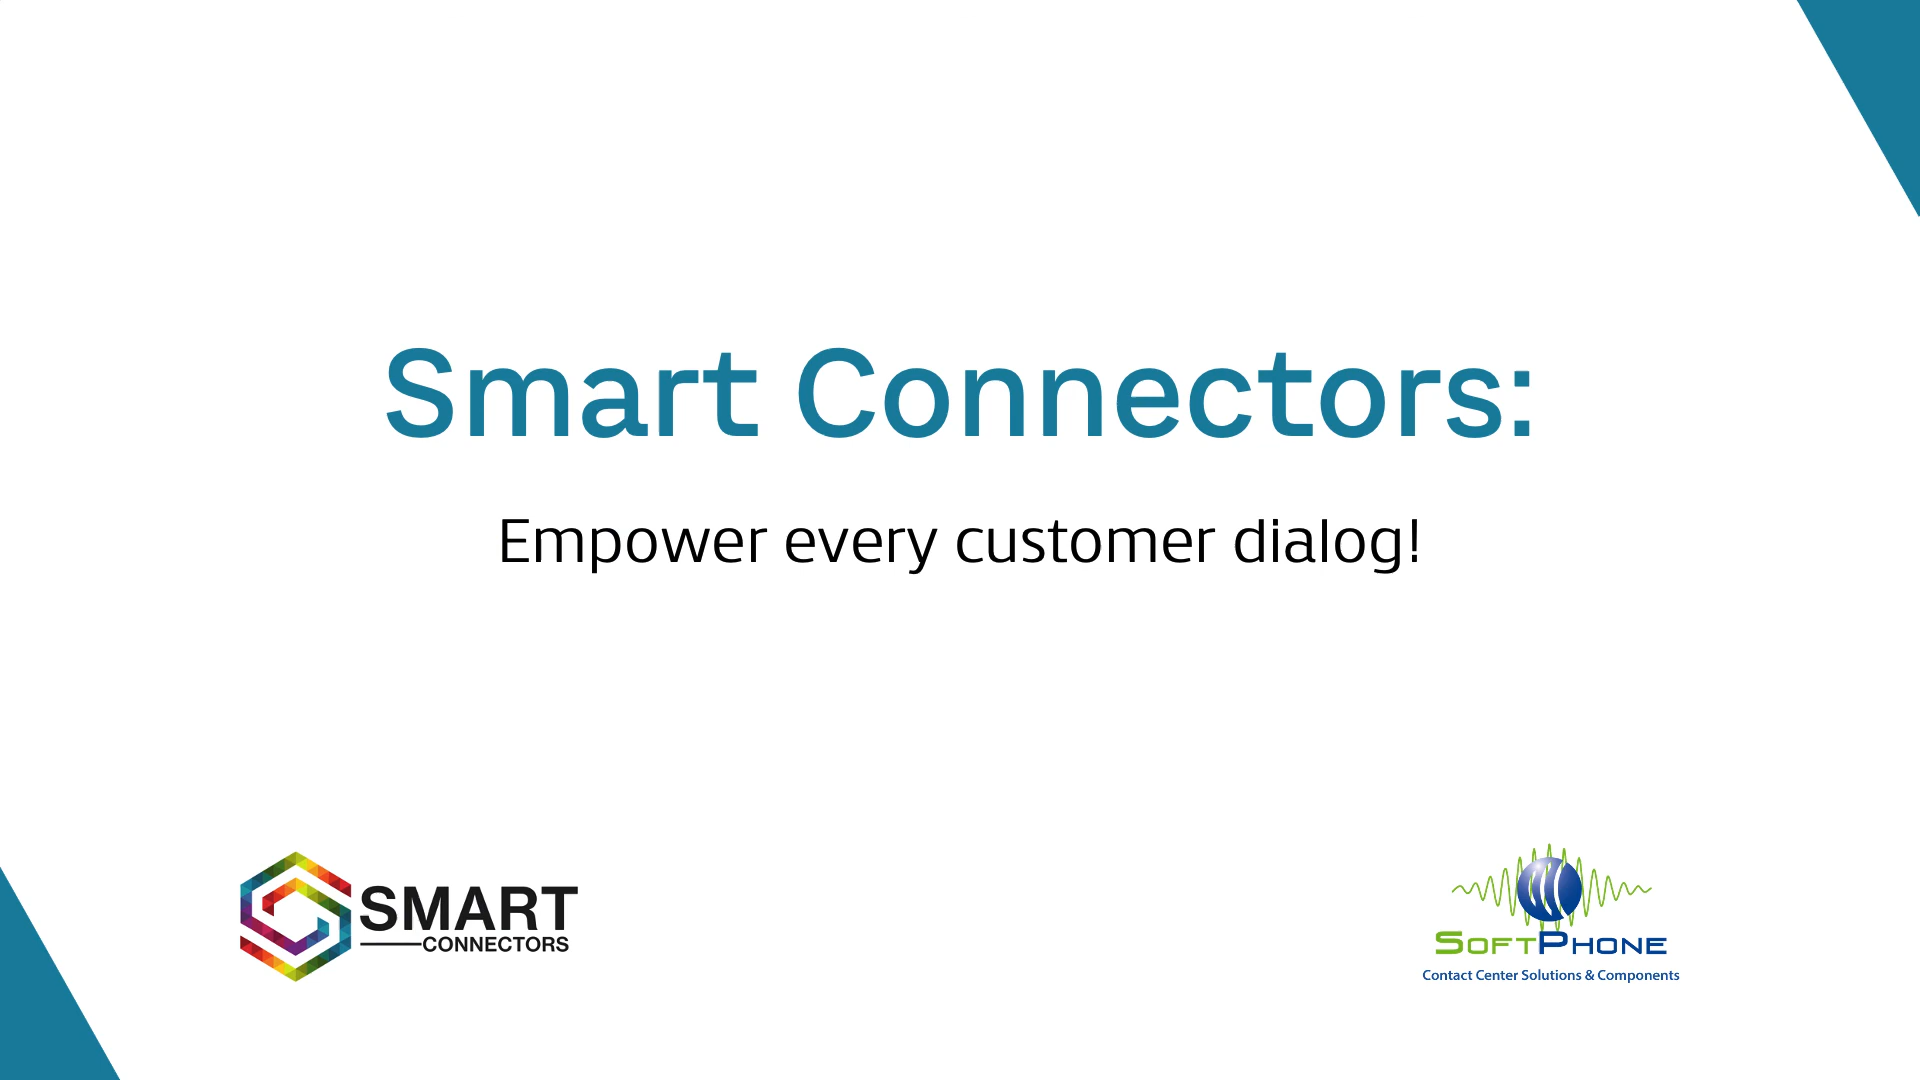 Smart Connectors:
Empower every customer dialog!
SMART
CONNECTORS
SOFTPHONE
Contact Center Solutions & Components